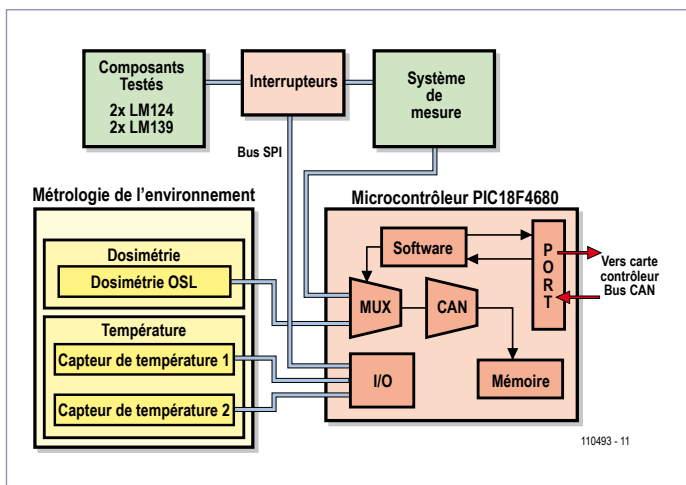 Composants
Testés
2x LM124
2x LM139
Interrupteurs
Système
de
mesure
Bus SPI
Métrologie de l’environnement
Dosimétrie
Dosimétrie OSL
Température
Capteur de température 1
Capteur de température 2
Microcontrôleur PIC18F4680
Software
MUX
CAN
I/O
Mémoire
P
O
R
T
Vers carte
contrôleur
Bus CAN
110493 - 11